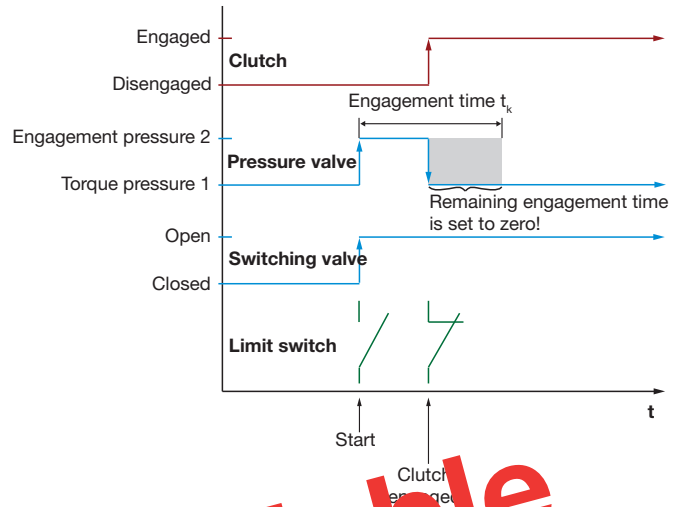 Engaged
Clutch
Disengaged
Engagement time tk
Engagement pressure 2
Pressure valve
Torque pressure 1
Remaining engagement time
is set to zero!
Open
Switching valve
Closed
Limit switch
t
Start
Clutch
engaged